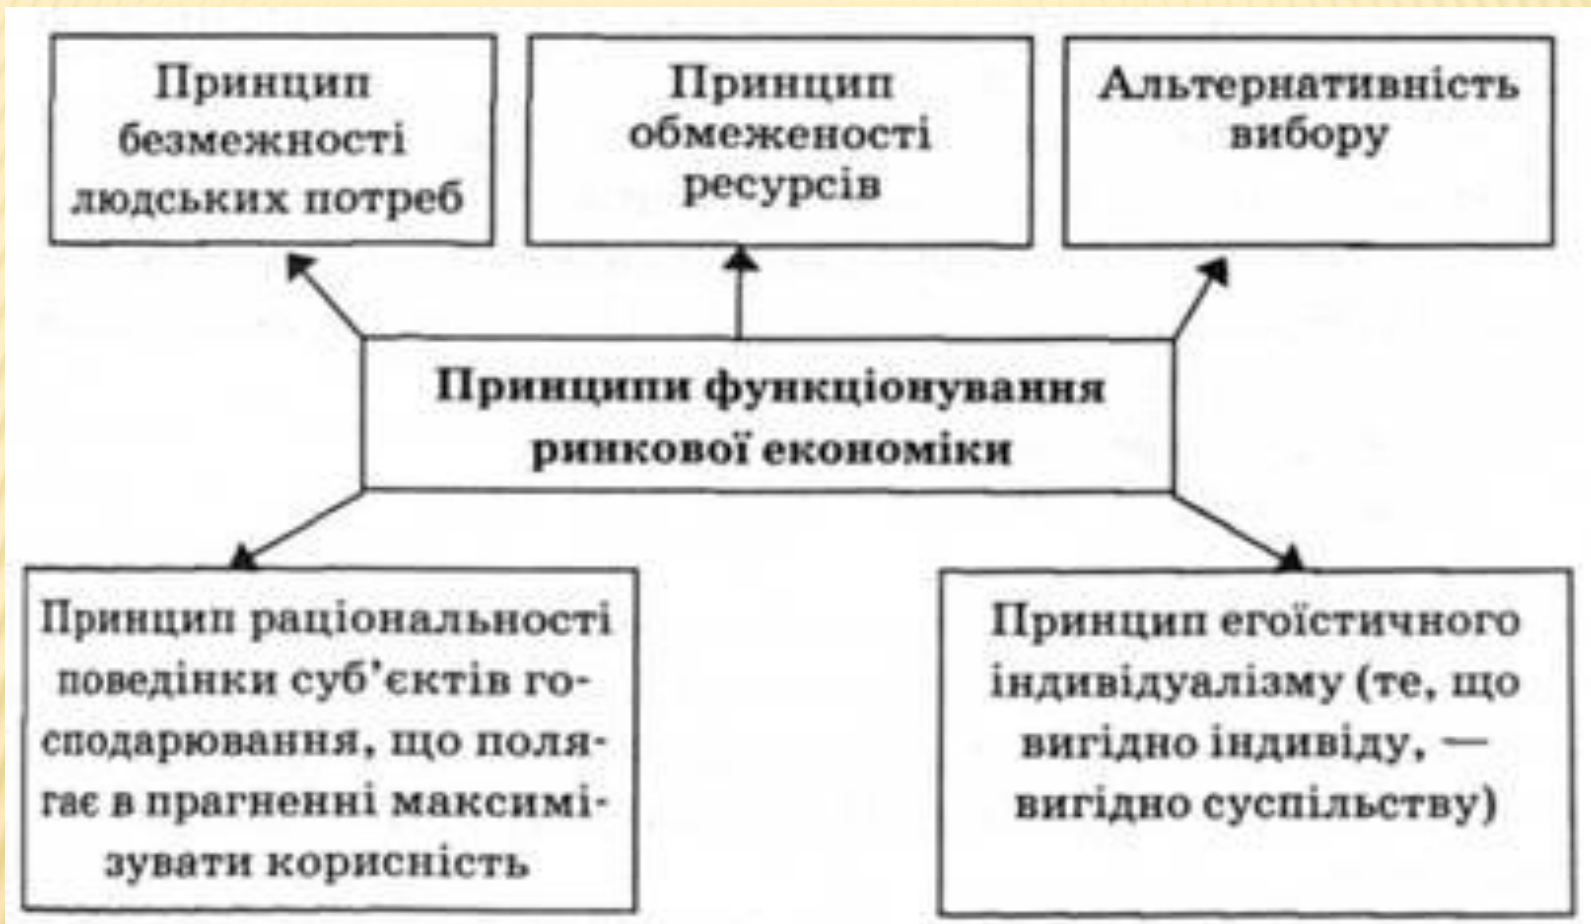 Принцип
безмежності
людських потреб
Принцип
обмеженості
ресурсів
Альтернативність
вибору
Принципи функціонування
ринкової економіки
Принцип раціональності
поведінки суб’єктів го-
сподарювання, що поля-
гає в прагненні максимі-
зувати корисність
Принцип егоїстичного
індивідуалізму (те, що
вигідно індивіду, —
вигідно суспільству)